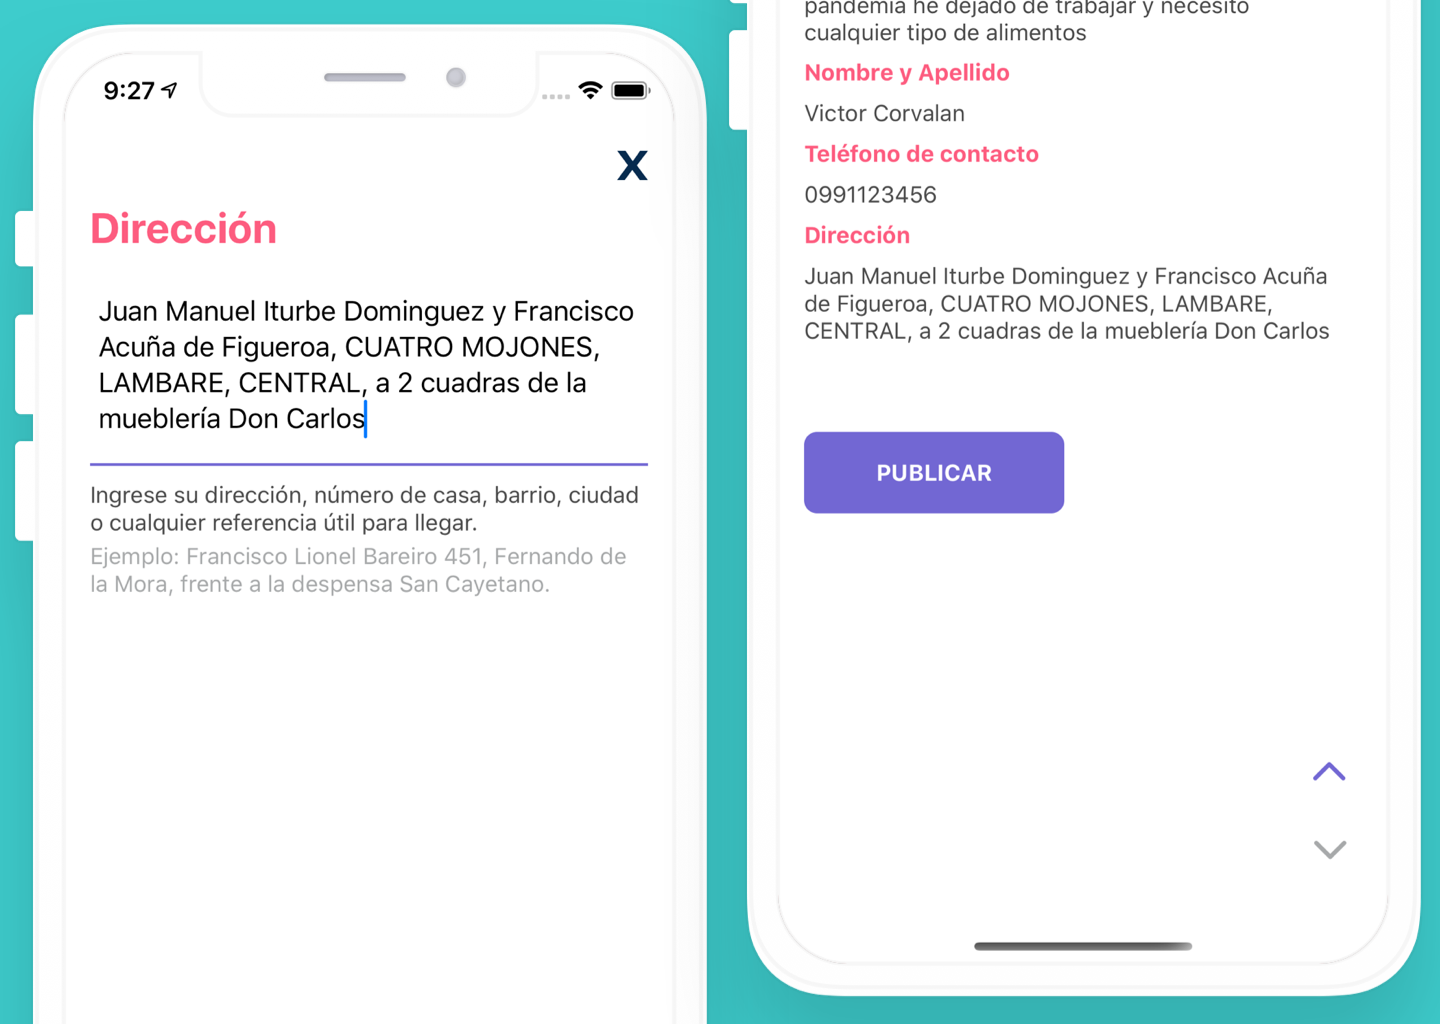 9:27
X
Dirección
Juan Manuel Iturbe Dominguez y Francisco
Acuña de Figueroa, CUATRO MOJONES,
LAMBARE, CENTRAL, a 2 cuadras de la
mueblería Don Carlos
Ingrese su dirección, número de casa, barrio, ciudad
o cualquier referencia útil para llegar.
Ejemplo: Francisco Lionel Bareiro 451, Fernando de
la Mora, frente a la despensa San Cayetano.
pandemia he dejado de trabajar y necesito
cualquier tipo de alimentos
Nombre y Apellido
Victor Corvalan
Teléfono de contacto
0991123456
Dirección
Juan Manuel Iturbe Dominguez y Francisco Acuña
de Figueroa, CUATRO MOJONES, LAMBARE,
CENTRAL, a 2 cuadras de la mueblería Don Carlos
PUBLICAR